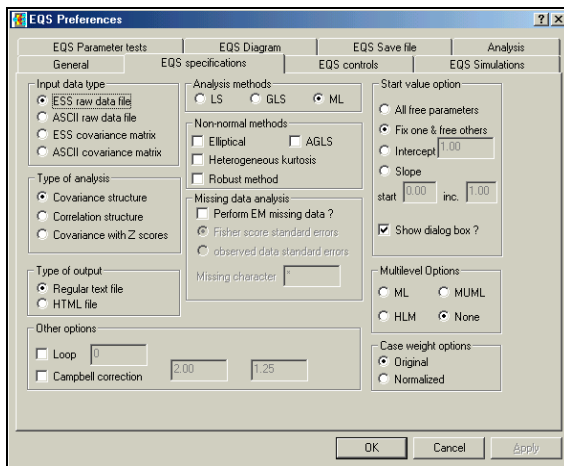 EQS Preferences
EQS Parameter tests
EQS Diagram
EQS Save file
Analysis
General
EQS specifications
EQS controls
EQS Simulations
Input data type
ESS raw data file
ASCII raw data file
ESS covariance matrix
ASCII covariance matrix
Type of analysis
Covariance structure
Correlation structure
Covariance with Z scores
Type of output
Regular text file
HTML file
Analysis methods
LS
GLS
ML
Non-normal methods
Elliptical
AGLS
Heterogeneous kurtosis
Robust method
Missing data analysis
Perform EM missing data ?
Fisher score standard errors
observed data standard errors
Missing character *
Other options
Loop 0
Campbell correction 2.00 1.25
Start value option
All free parameters
Fix one & free others
Intercept 1.00
Slope
start 0.00 inc. 1.00
Show dialog box ?
Multilevel Options
ML
MUML
HLM
None
Case weight options
Original
Normalized
OK
Cancel
Apply